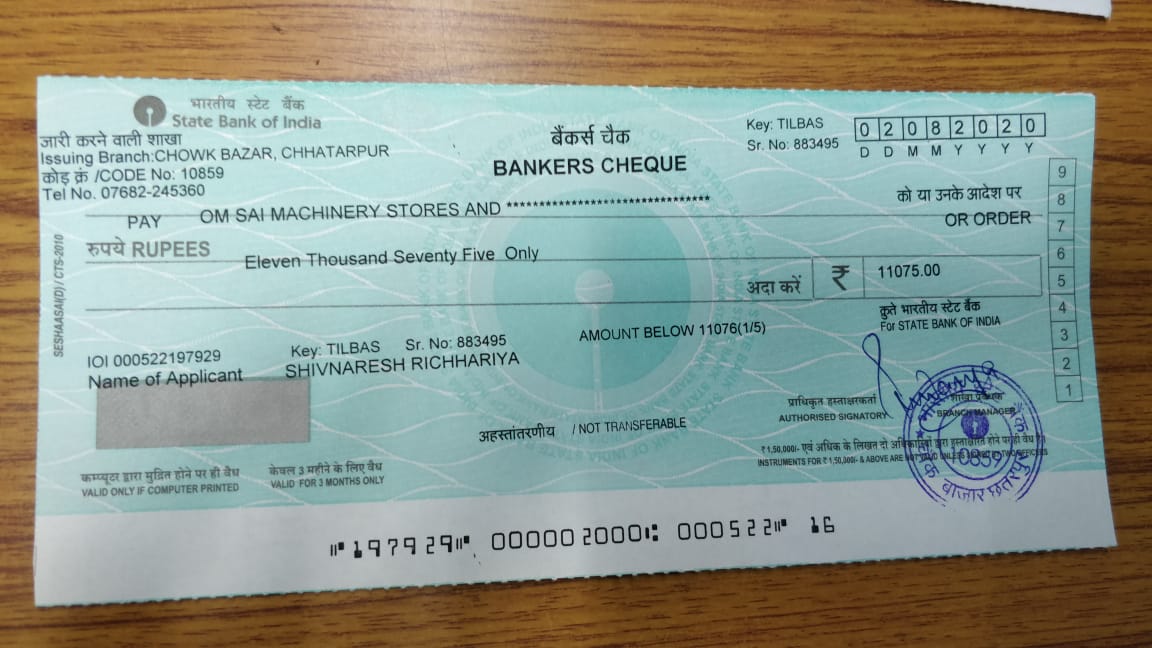 भारतीय स्टेट बैंक
State Bank of India
जारी करने वाली शाखा
Issuing Branch:CHOWK BAZAR, CHHATARPUR
कोड़ क्रं /CODE No: 10859
Tel No. 07682-245360
बैंकर्स चैक
BANKERS CHEQUE
Key: TILBAS
Sr. No: 883495
0 2 0 8 2 0 2 0
D D M M Y Y Y Y
PAY OM SAI MACHINERY STORES AND ********************************
को या उनके आदेश पर
OR ORDER
रुपये RUPEES Eleven Thousand Seventy Five Only
अदा करें ₹ 11075.00
कृते भारतीय स्टेट बैंक
For STATE BANK OF INDIA
AMOUNT BELOW 11076(1/5)
IOI 000522197929 Key: TILBAS Sr. No: 883495
Name of Applicant SHIVNARESH RICHHARIYA
प्राधिकृत हस्ताक्षरकर्ता
AUTHORISED SIGNATORY
शाखा प्रबंधक
BRANCH MANAGER
अहस्तांतरणीय / NOT TRANSFERABLE
₹ 1,50,000/- एवं अधिक के लिखत दो अधिकारियों द्वारा हस्ताक्षरित होने पर ही वैध है
INSTRUMENTS FOR ₹ 1,50,000/- & ABOVE ARE NOT VALID UNLESS SIGNED BY TWO OFFICERS
कम्प्यूटर द्वारा मुद्रित होने पर ही वैध
VALID ONLY IF COMPUTER PRINTED
केवल 3 महीने के लिए वैध
VALID FOR 3 MONTHS ONLY
⑈197929⑈ 000002000⑆ 000522⑈ 16
SESHAASAI(D) / CTS-2010
9
8
7
6
5
4
3
2
1
बाजार छतरपुर
10859